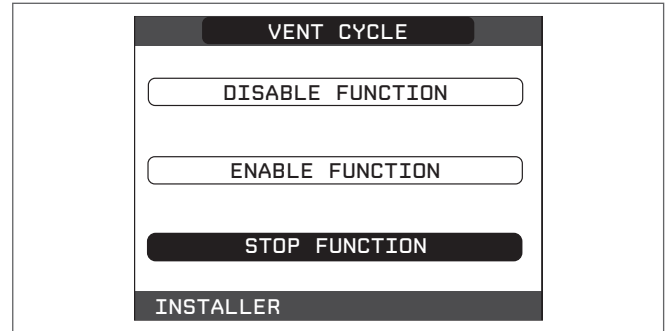 VENT CYCLE
DISABLE FUNCTION
ENABLE FUNCTION
STOP FUNCTION
INSTALLER